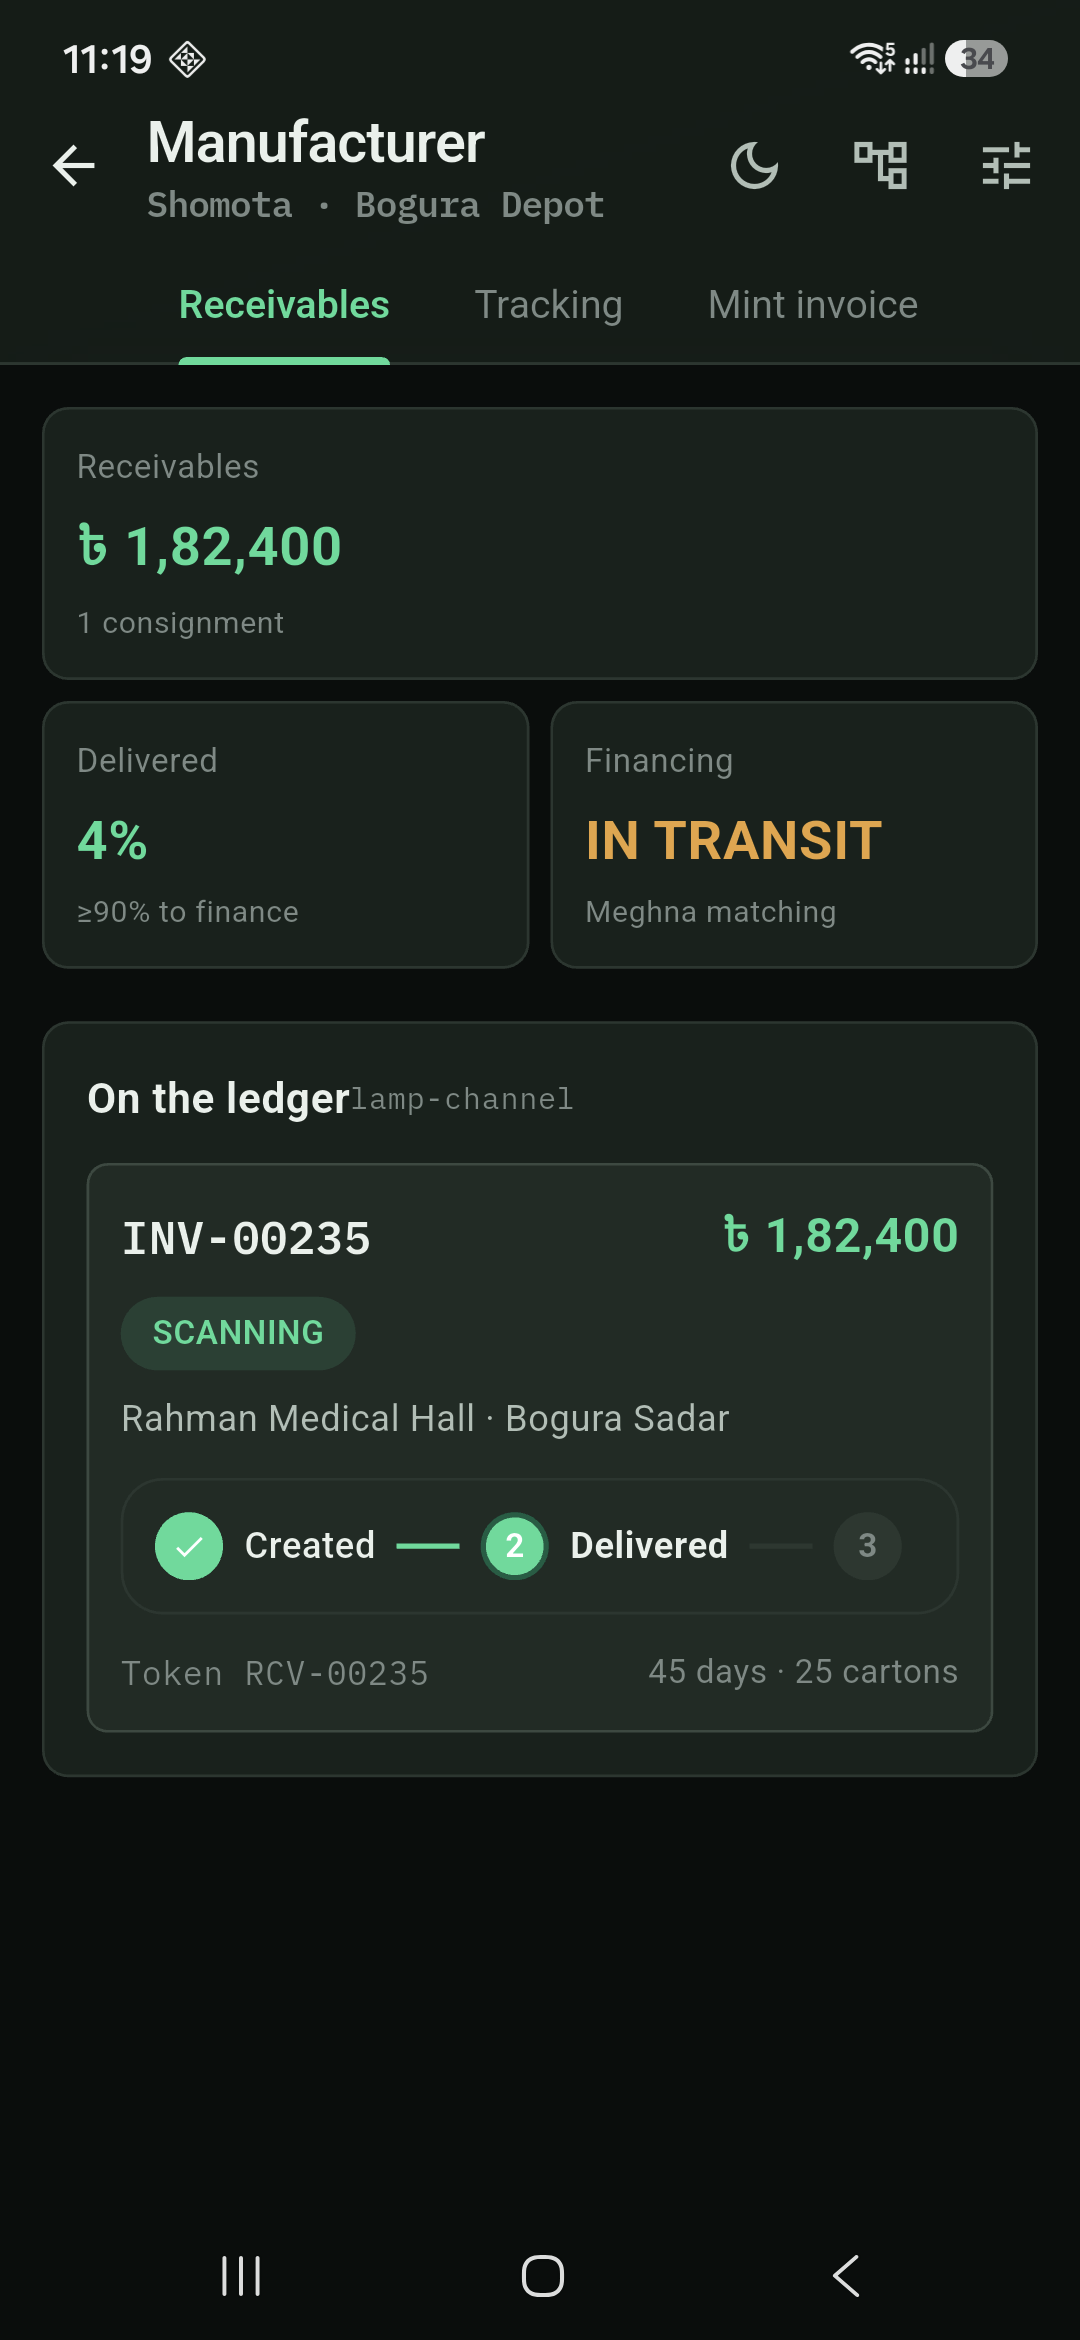 11:19
5
34
Manufacturer
Shomota · Bogura Depot
Receivables Tracking Mint invoice
Receivables
৳ 1,82,400
1 consignment
Delivered
4%
≥90% to finance
Financing
IN TRANSIT
Meghna matching
On the ledger lamp-channel
INV-00235 ৳ 1,82,400
SCANNING
Rahman Medical Hall · Bogura Sadar
Created 2 Delivered 3
Token RCV-00235 45 days · 25 cartons